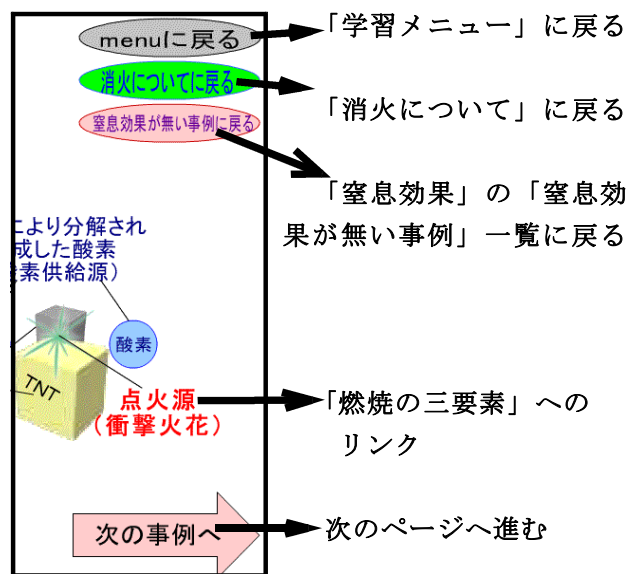 menuに戻る
「学習メニュー」に戻る
消火についてに戻る
「消火について」に戻る
窒息効果が無い事例に戻る
「窒息効果」の「窒息効
果が無い事例」一覧に戻る
により分解され
成した酸素
素供給源)
酸素
TNT
点火源
(衝撃火花)
「燃焼の三要素」への
リンク
次の事例へ
次のページへ進む